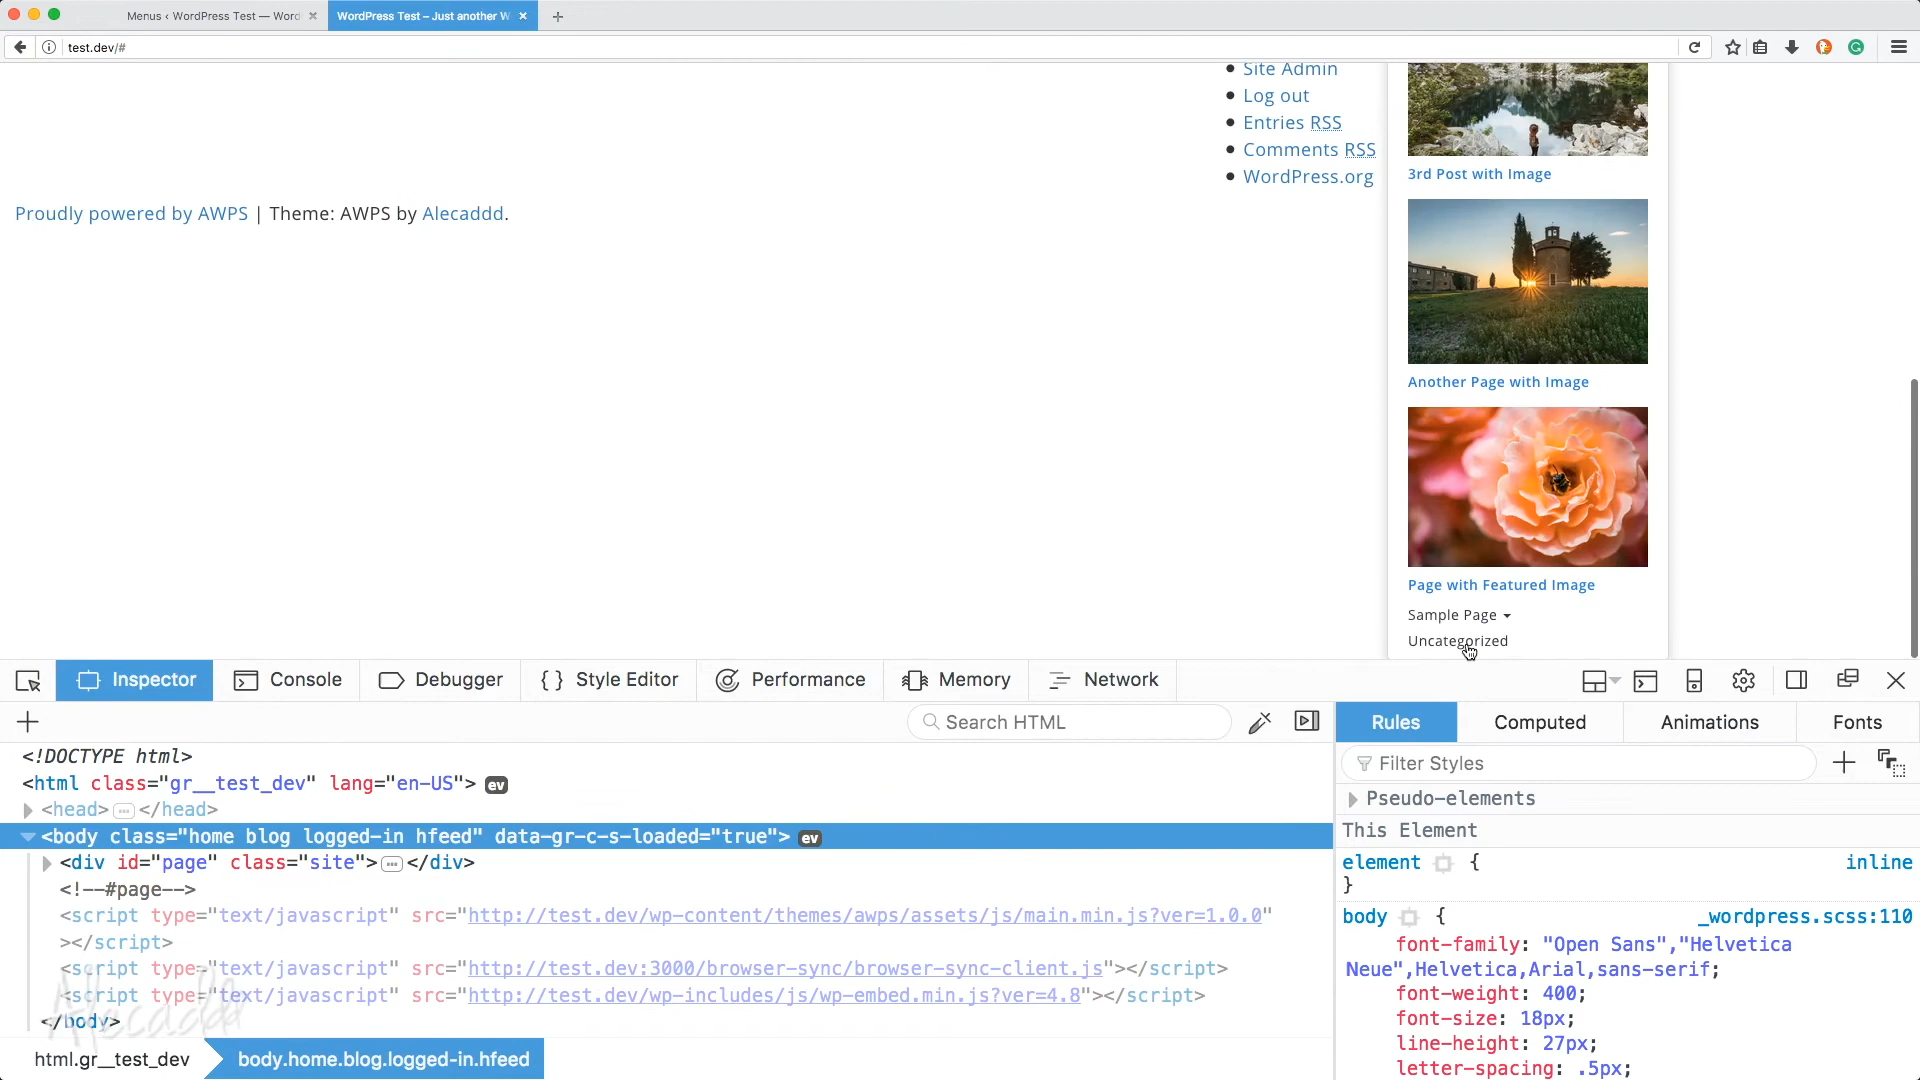 Menus ‹ WordPress Test — Word
WordPress Test – Just another W
test.dev/#
Site Admin
Log out
Entries RSS
Comments RSS
WordPress.org
Proudly powered by AWPS | Theme: AWPS by Alecaddd.
3rd Post with Image
Another Page with Image
Page with Featured Image
Sample Page
Uncategorized
Inspector
Console
Debugger
{ } Style Editor
Performance
Memory
Network
Search HTML
<!DOCTYPE html>
<html class="gr__test_dev" lang="en-US"> ev
<head> … </head>
<body class="home blog logged-in hfeed" data-gr-c-s-loaded="true"> ev
<div id="page" class="site"> … </div>
<!--#page-->
<script type="text/javascript" src="http://test.dev/wp-content/themes/awps/assets/js/main.min.js?ver=1.0.0"
></script>
<script type="text/javascript" src="http://test.dev:3000/browser-sync/browser-sync-client.js"></script>
<script type="text/javascript" src="http://test.dev/wp-includes/js/wp-embed.min.js?ver=4.8"></script>
</body>
Alecaddd
html.gr__test_dev
body.home.blog.logged-in.hfeed
Rules
Computed
Animations
Fonts
Filter Styles
Pseudo-elements
This Element
element { inline
}
body { _wordpress.scss:110
font-family: "Open Sans","Helvetica
Neue",Helvetica,Arial,sans-serif;
font-weight: 400;
font-size: 18px;
line-height: 27px;
letter-spacing: .5px;